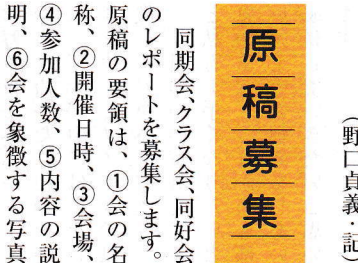 （野口貞義・記）
原稿募集
同期会、クラス会、同好会
のレポートを募集します。
原稿の要領は、①会の名
称、②開催日時、③会場、
④参加人数、⑤内容の説
明、⑥会を象徴する写真